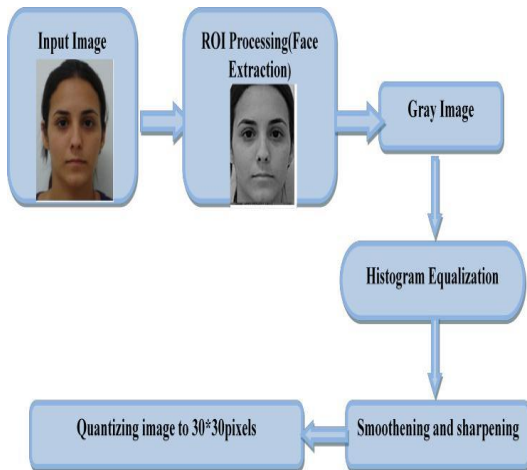 Input Image
ROI Processing(Face
Extraction)
Gray Image
Histogram Equalization
Smoothening and sharpening
Quantizing image to 30*30pixels